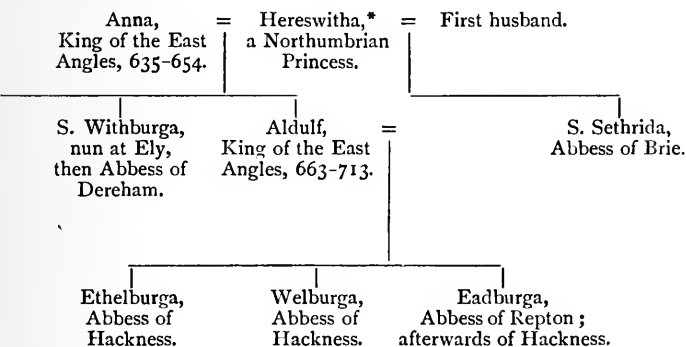 Anna, = Hereswitha,* = First husband.
King of the East a Northumbrian
Angles, 635-654. Princess.
S. Withburga, Aldulf, = S. Sethrida,
nun at Ely, King of the East Abbess of Brie.
then Abbess of Angles, 663-713.
Dereham.
Ethelburga, Welburga, Eadburga,
Abbess of Abbess of Abbess of Repton ;
Hackness. Hackness. afterwards of Hackness.